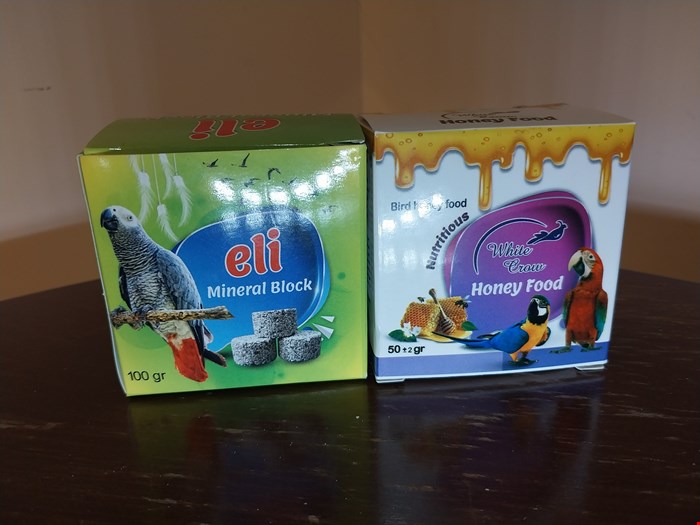 eli
eli
Mineral Block
100 gr
Honey Food
Bird honey food
Nutritious
White
Crow
Honey Food
50 ±2 gr